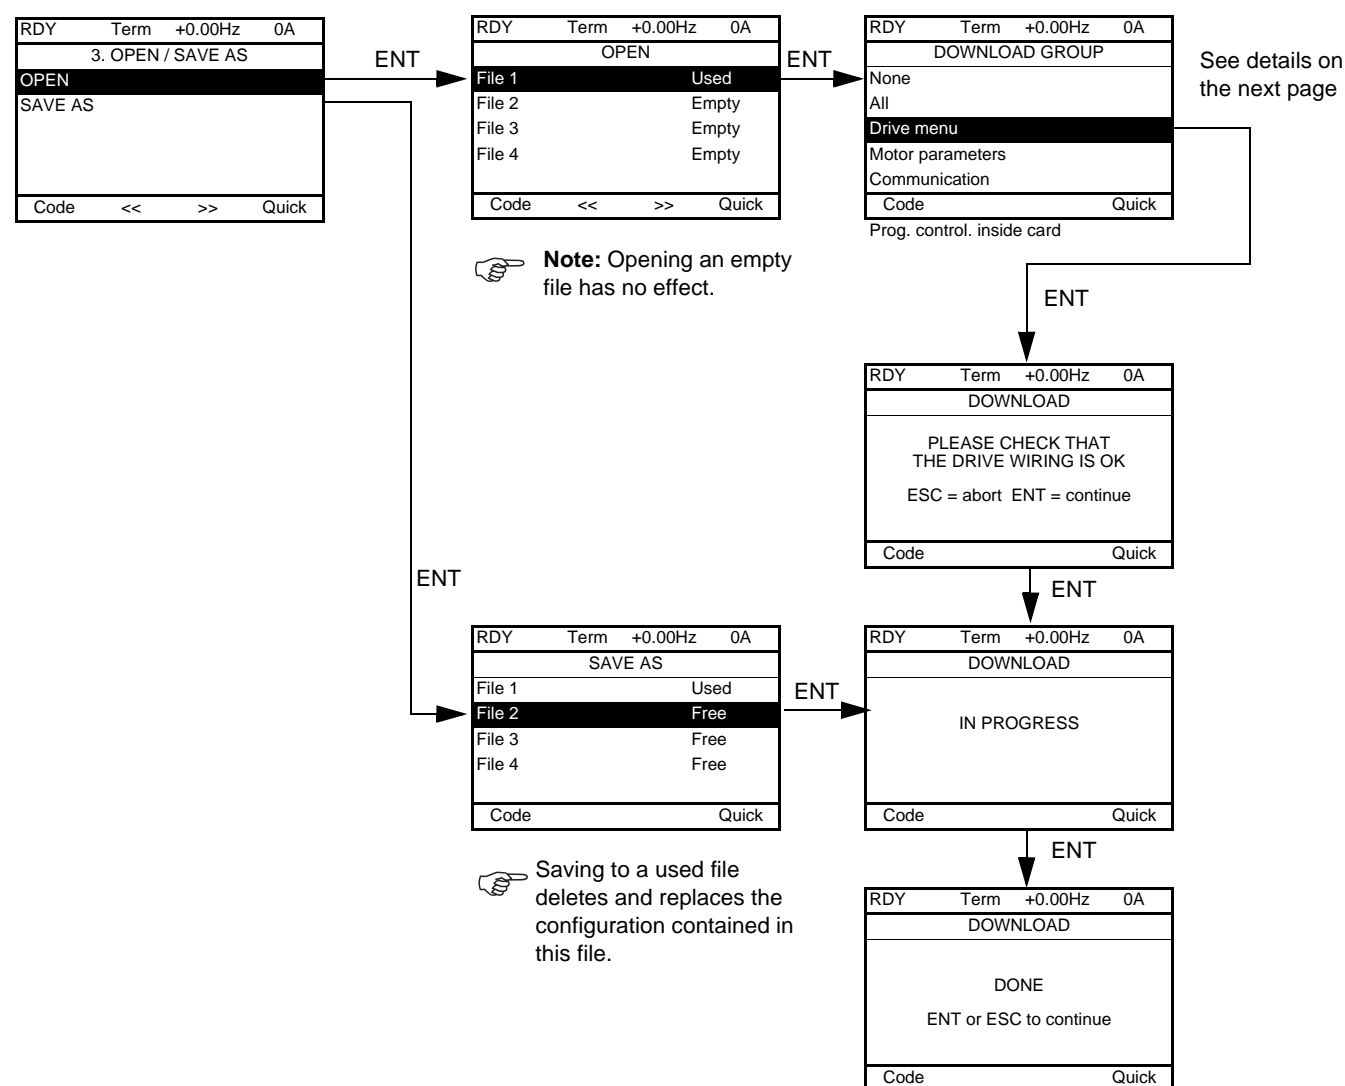 RDY Term +0.00Hz 0A
3. OPEN / SAVE AS
OPEN
SAVE AS
Code << >> Quick
ENT
RDY Term +0.00Hz 0A
OPEN
File 1 Used
File 2 Empty
File 3 Empty
File 4 Empty
Code << >> Quick
Note: Opening an empty
file has no effect.
ENT
RDY Term +0.00Hz 0A
DOWNLOAD GROUP
None
All
Drive menu
Motor parameters
Communication
Code Quick
Prog. control. inside card
See details on
the next page
ENT
RDY Term +0.00Hz 0A
DOWNLOAD
PLEASE CHECK THAT
THE DRIVE WIRING IS OK
ESC = abort ENT = continue
Code Quick
ENT
ENT
RDY Term +0.00Hz 0A
SAVE AS
File 1 Used
File 2 Free
File 3 Free
File 4 Free
Code Quick
Saving to a used file
deletes and replaces the
configuration contained in
this file.
ENT
RDY Term +0.00Hz 0A
DOWNLOAD
IN PROGRESS
Code Quick
ENT
RDY Term +0.00Hz 0A
DOWNLOAD
DONE
ENT or ESC to continue
Code Quick